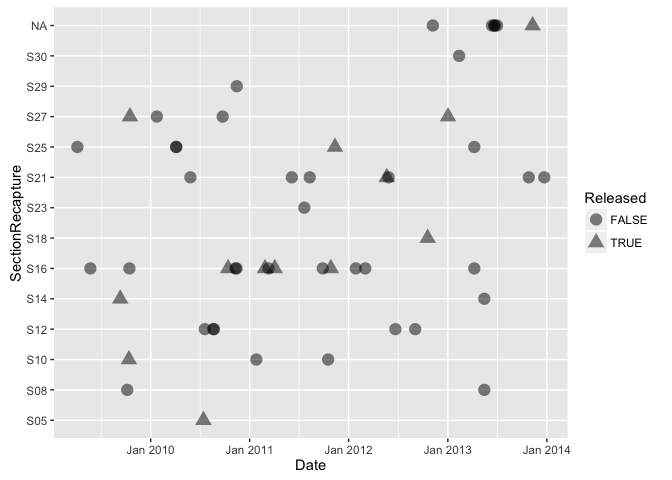 SectionRecapture
NA
S30
S29
S27
S25
S21
S23
S18
S16
S14
S12
S10
S08
S05
Jan 2010 Jan 2011 Jan 2012 Jan 2013 Jan 2014
Date
Released
FALSE
TRUE